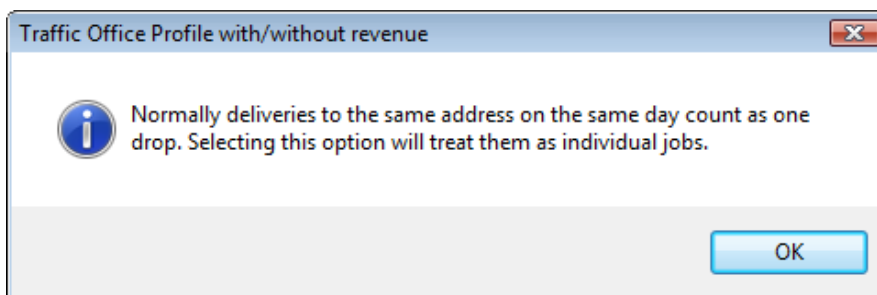 Traffic Office Profile with/without revenue
Normally deliveries to the same address on the same day count as one
drop. Selecting this option will treat them as individual jobs.
OK